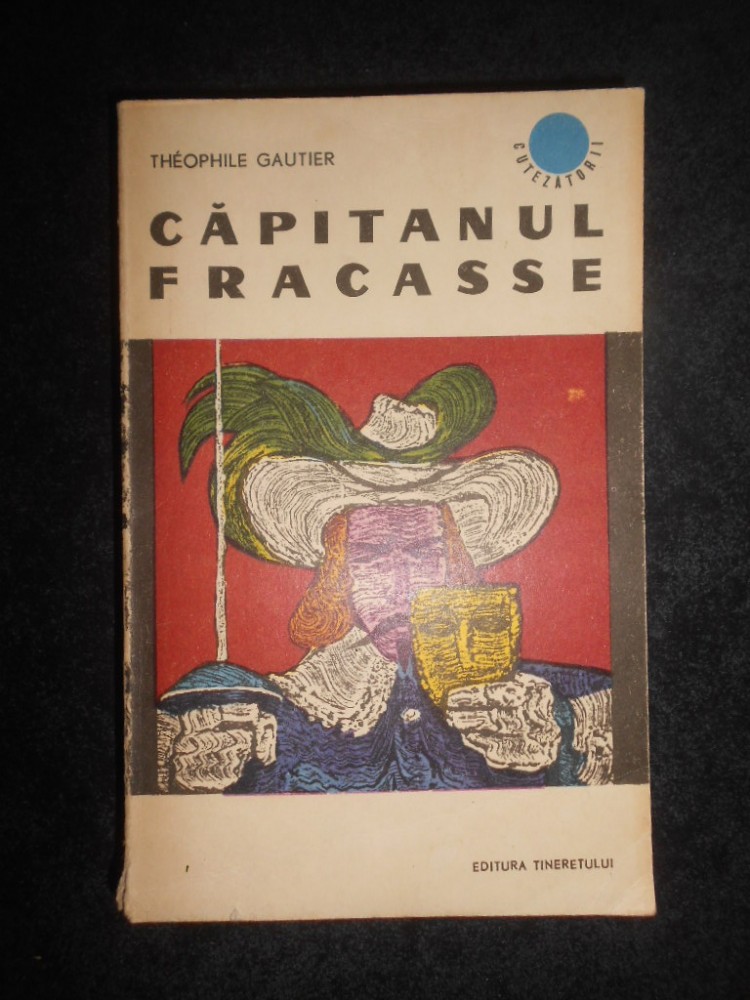 THÉOPHILE GAUTIER
CUTEZĂTORII
CĂPITANUL
FRACASSE
EDITURA TINERETULUI